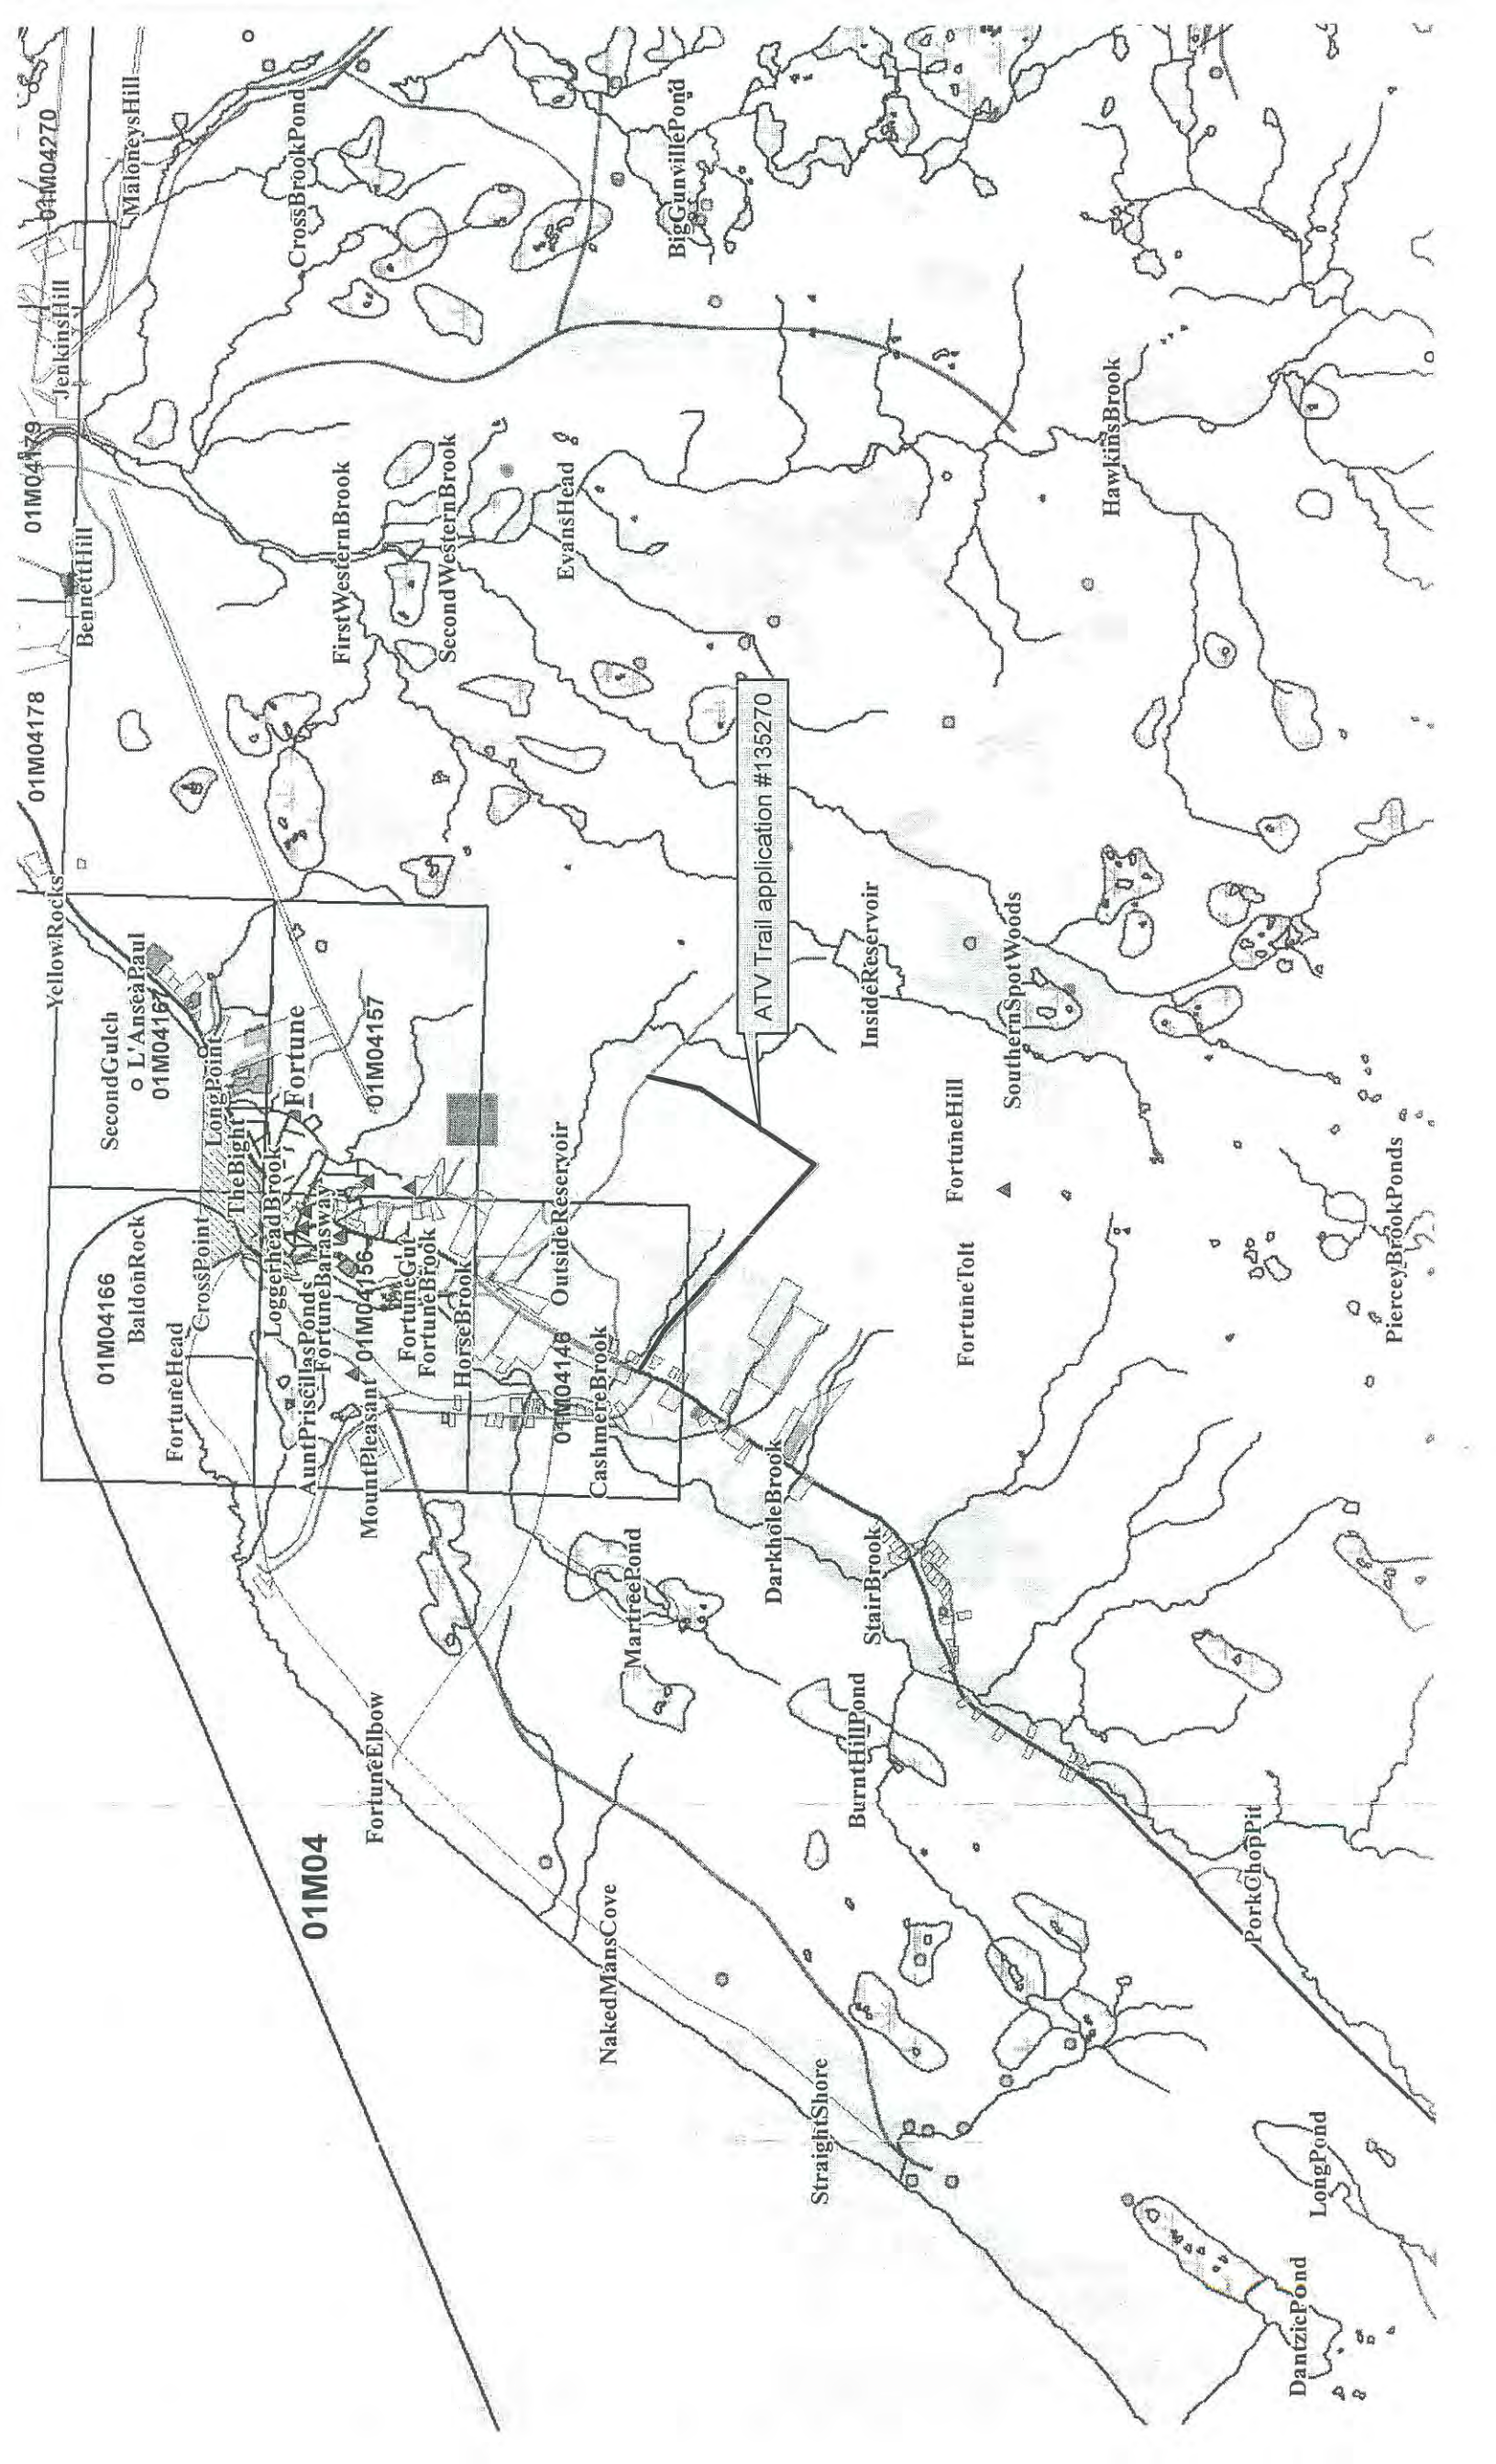 01M04270
MaloneysHill
CrossBrookPond
BigGunvillePond
JenkinsHill
01M04179
BennettHill
FirstWesternBrook
SecondWesternBrook
EvansHead
HawkinsBrook
01M04178
YellowRocks
SecondGulch
L'AnseàPaul
01M04167
LongPoint
TheBight
Fortune
01M04157
ATV Trail application #135270
InsideReservoir
SouthernSpotWoods
FortuneHill
FortuneTolt
PierceyBrookPonds
OutsideReservoir
01M04166
BaldonRock
CrossPoint
FortuneHead
LoggerheadBrook
AuntPriscillasPonds
FortuneBarasway
01M04156
MountPleasant
FortuneGut
FortuneBrook
HorseBrook
01M04146
CashmereBrook
DarkholeBrook
StairBrook
MartreePond
BurntHillPond
FortuneElbow
01M04
NakedMansCove
PorkChopPit
StraightShore
LongPond
DantzicPond